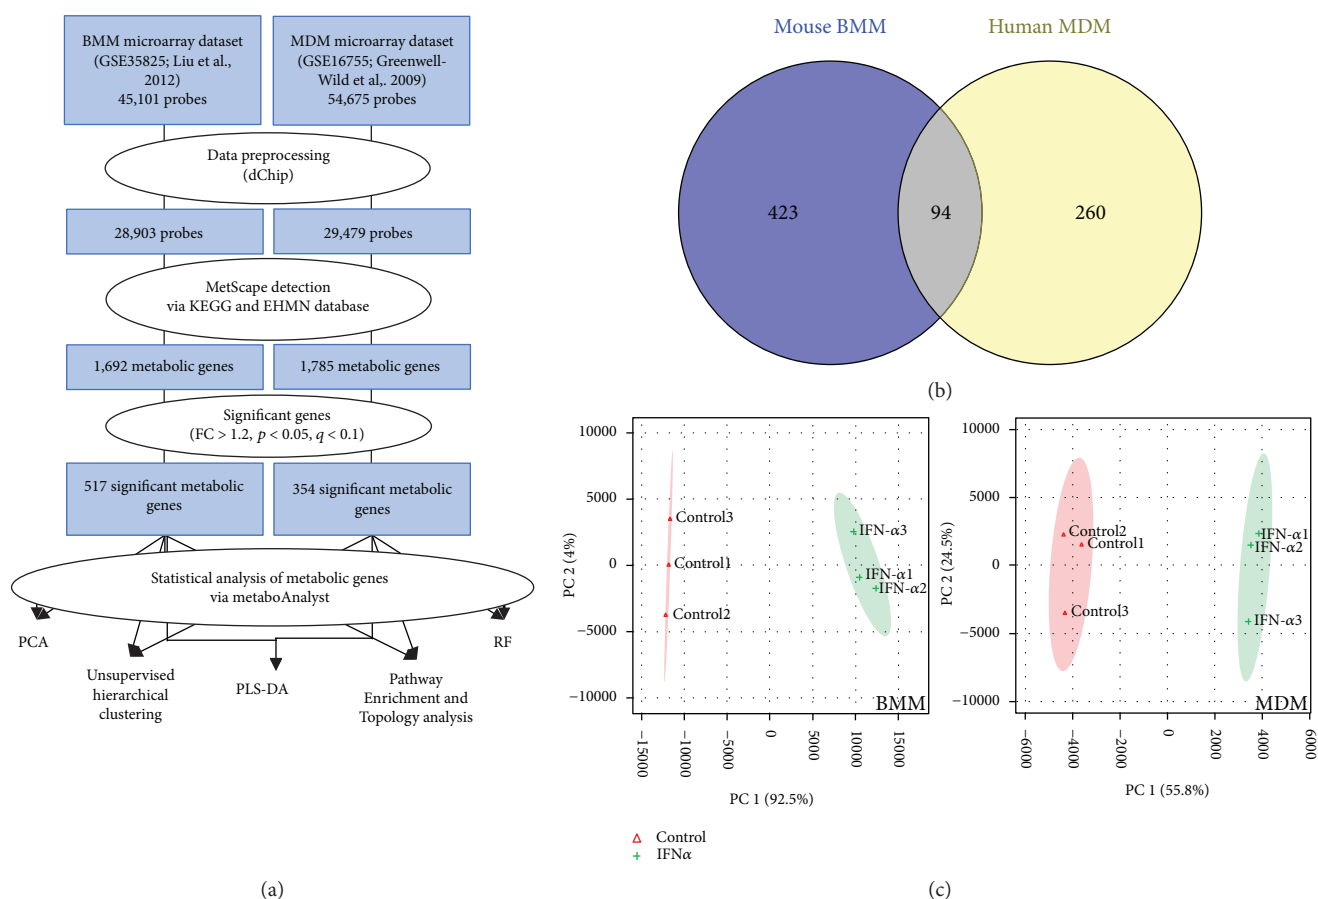 BMM microarray dataset
(GSE35825; Liu et al.,
2012)
45,101 probes
MDM microarray dataset
(GSE16755; Greenwell-
Wild et al,. 2009)
54,675 probes
Data preprocessing
(dChip)
28,903 probes
29,479 probes
MetScape detection
via KEGG and EHMN database
1,692 metabolic genes
1,785 metabolic genes
Significant genes
(FC > 1.2, p < 0.05, q < 0.1)
517 significant metabolic
genes
354 significant metabolic
genes
Statistical analysis of metabolic genes
via metaboAnalyst
PCA
Unsupervised
hierarchical
clustering
PLS-DA
Pathway
Enrichment and
Topology analysis
RF
(a)
Mouse BMM
Human MDM
423
94
260
(b)
10000
5000
0
−5000
−10000
PC 2 (4%)
Control3
Control1
Control2
IFN-α3
IFN-α1
IFN-α2
BMM
−15000
−10000
−5000
0
5000
10000
15000
PC 1 (92.5%)
10000
5000
0
−5000
−10000
PC 2 (24.5%)
Control2
Control1
Control3
IFN-α1
IFN-α2
IFN-α3
MDM
6000
−4000
−2000
0
2000
4000
6000
PC 1 (55.8%)
Control
IFNα
(c)